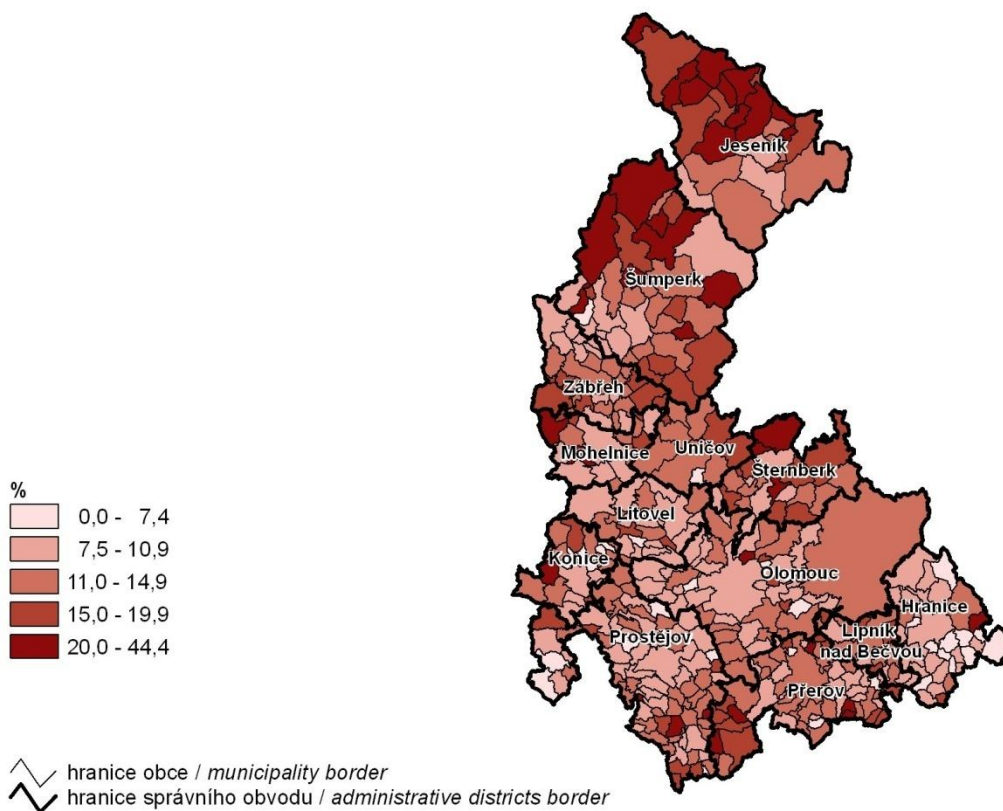 Jeseník
Šumperk
Zábřeh
Mohelnice
Uničov
Šternberk
Litovel
Konice
Olomouc
Hranice
Prostějov
Lipník
nad Bečvou
Přerov
%
0,0 - 7,4
7,5 - 10,9
11,0 - 14,9
15,0 - 19,9
20,0 - 44,4
hranice obce / municipality border
hranice správního obvodu / administrative districts border